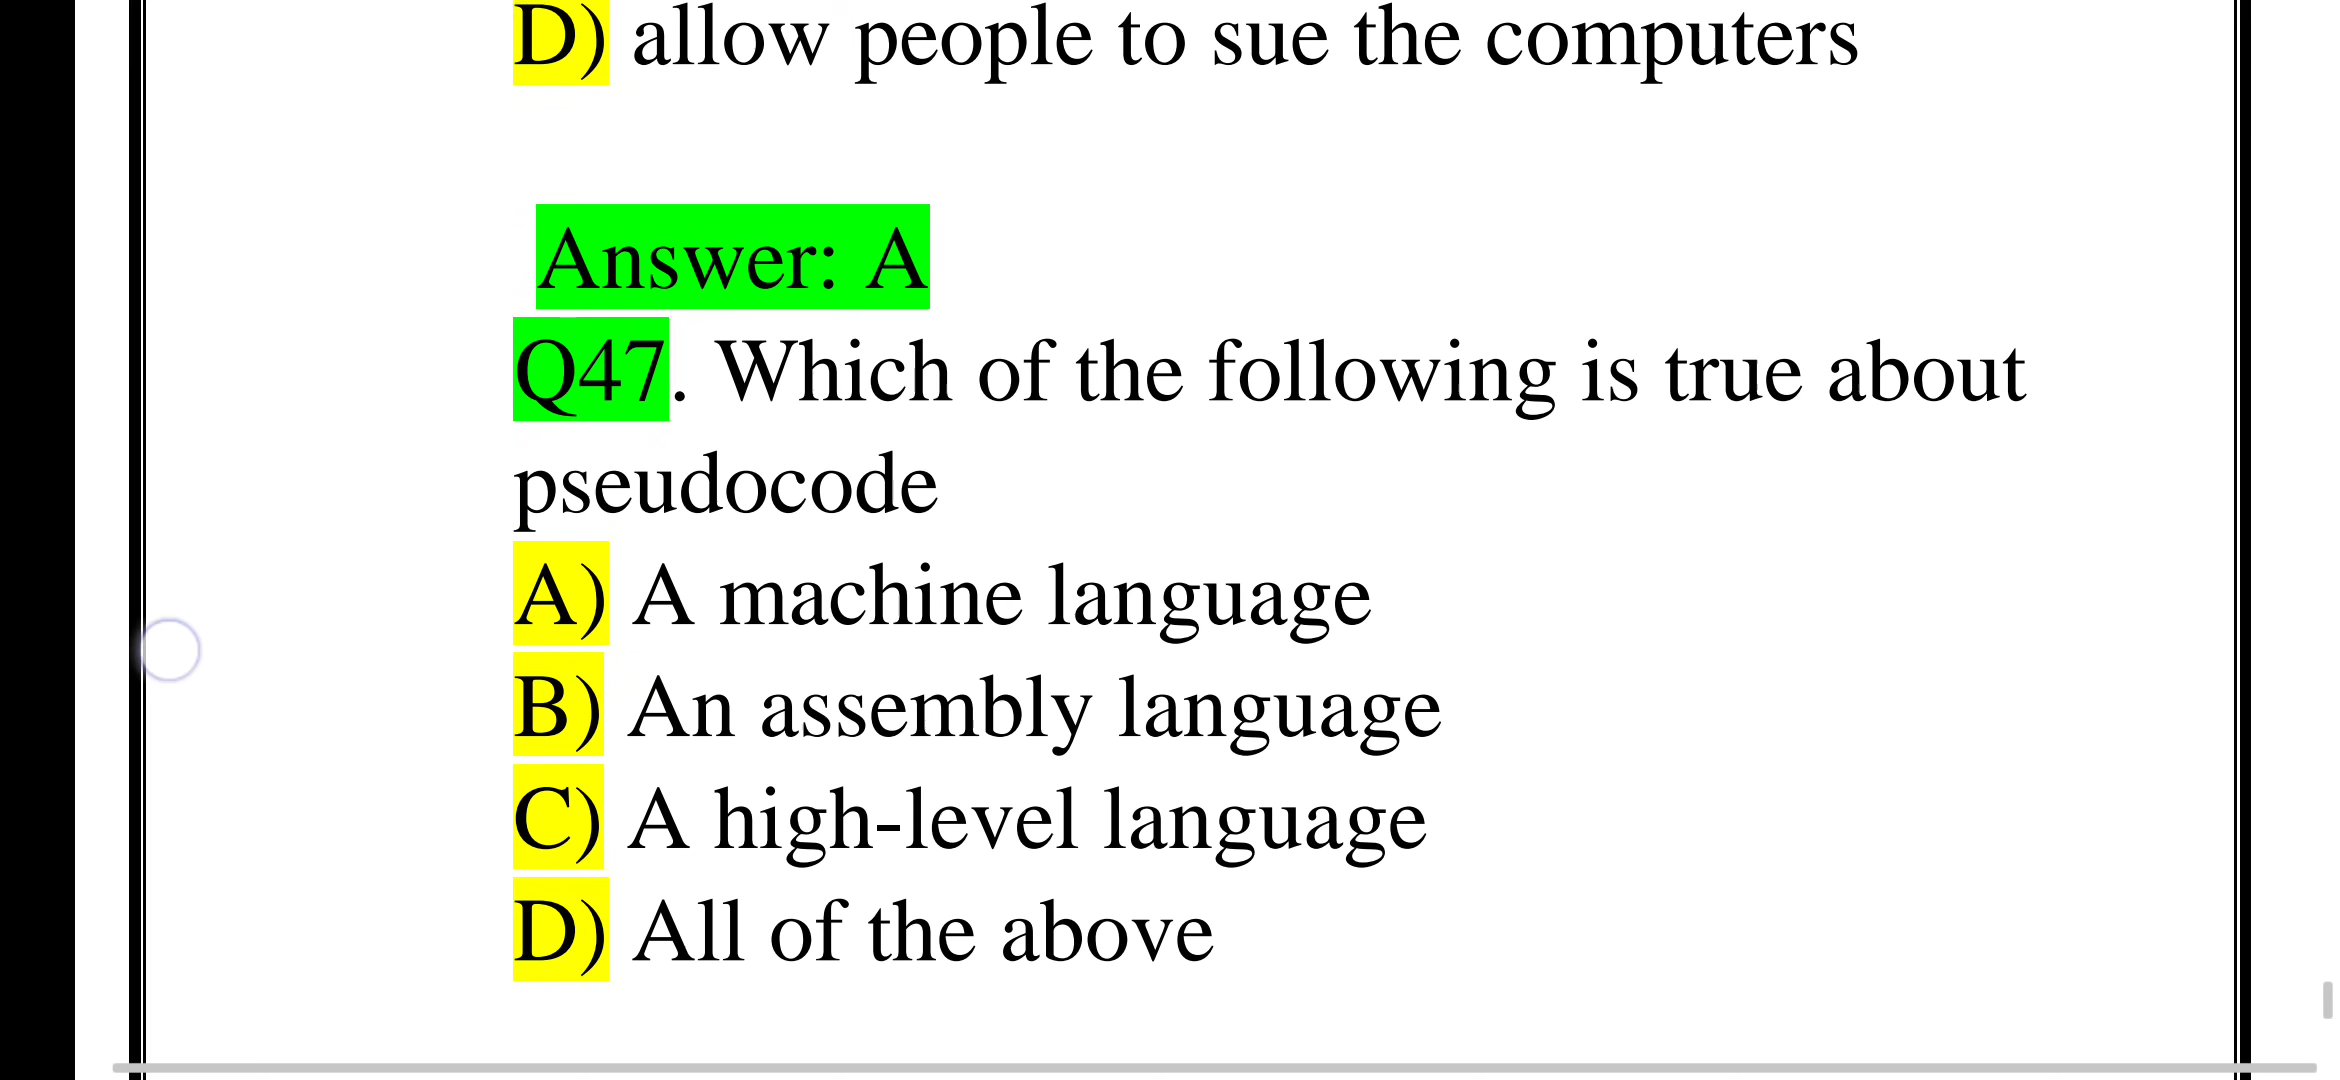 D) allow people to sue the computers
Answer: A
Q47. Which of the following is true about
pseudocode
A) A machine language
B) An assembly language
C) A high-level language
D) All of the above